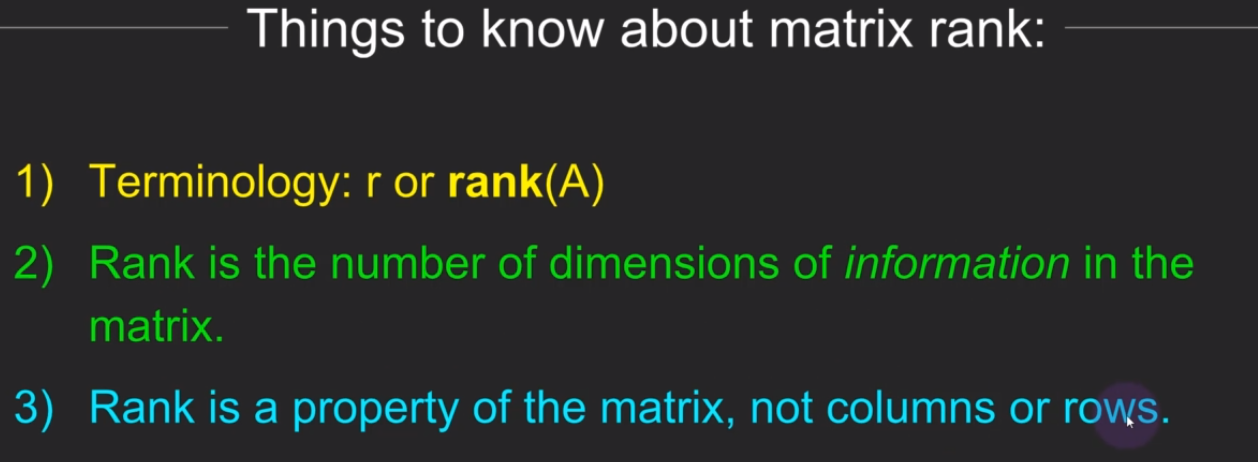 Things to know about matrix rank:
1) Terminology: r or rank(A)
2) Rank is the number of dimensions of information in the
matrix.
3) Rank is a property of the matrix, not columns or rows.